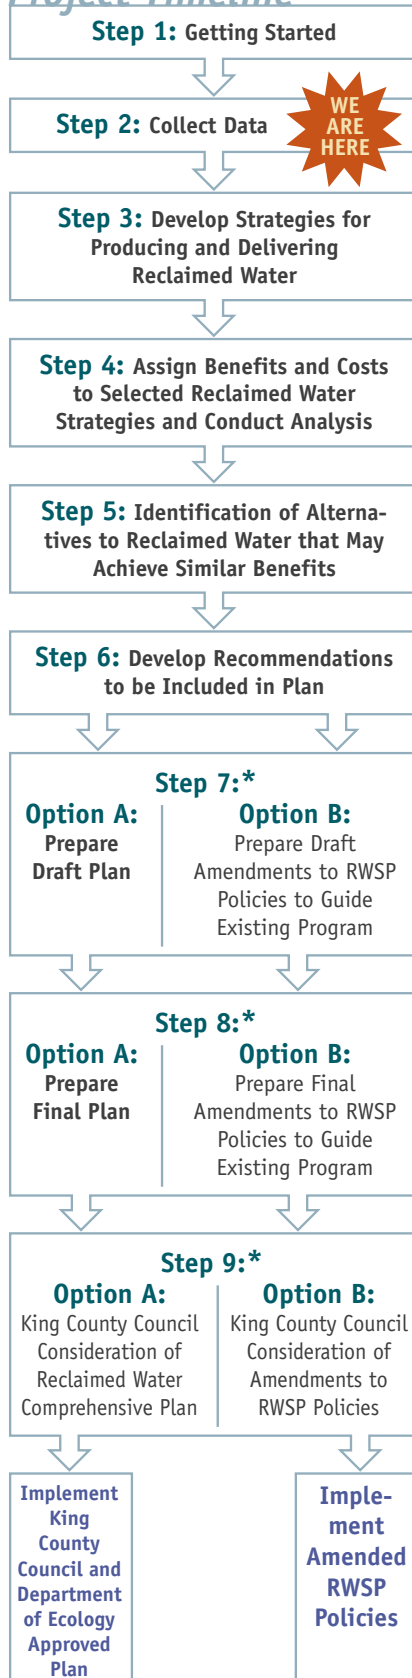 Project Timeline
Step 1: Getting Started
Step 2: Collect Data
WE
ARE
HERE
Step 3: Develop Strategies for
Producing and Delivering
Reclaimed Water
Step 4: Assign Benefits and Costs
to Selected Reclaimed Water
Strategies and Conduct Analysis
Step 5: Identification of Alterna-
tives to Reclaimed Water that May
Achieve Similar Benefits
Step 6: Develop Recommendations
to be Included in Plan
Step 7:*
Option A:
Prepare
Draft Plan
Option B:
Prepare Draft
Amendments to RWSP
Policies to Guide
Existing Program
Step 8:*
Option A:
Prepare
Final Plan
Option B:
Prepare Final
Amendments to RWSP
Policies to Guide
Existing Program
Step 9:*
Option A:
King County Council
Consideration of
Reclaimed Water
Comprehensive Plan
Option B:
King County Council
Consideration of
Amendments to
RWSP Policies
Implement
King
County
Council and
Department
of Ecology
Approved
Plan
Imple-
ment
Amended
RWSP
Policies